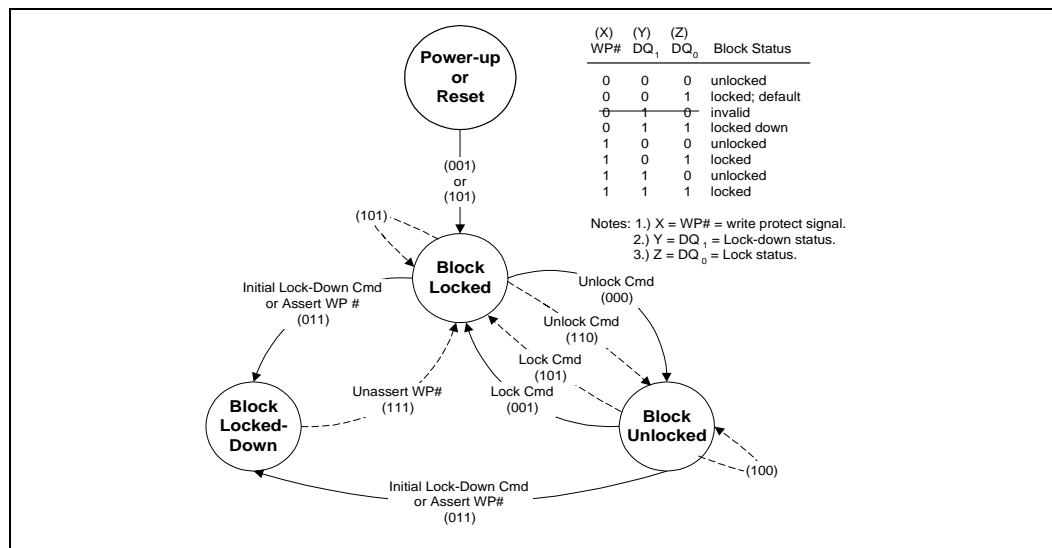 Power-up
or
Reset
(X) (Y) (Z)
WP# DQ1 DQ0 Block Status
0 0 0 unlocked
0 0 1 locked; default
0 1 0 invalid
0 1 1 locked down
1 0 0 unlocked
1 0 1 locked
1 1 0 unlocked
1 1 1 locked
Notes: 1.) X = WP# = write protect signal.
2.) Y = DQ1 = Lock-down status.
3.) Z = DQ0 = Lock status.
(001)
or
(101)
(101)
Block
Locked
Initial Lock-Down Cmd
or Assert WP #
(011)
Unlock Cmd
(000)
Unlock Cmd
(110)
Lock Cmd
(101)
Lock Cmd
(001)
Unassert WP#
(111)
Block
Locked-
Down
Block
Unlocked
(100)
Initial Lock-Down Cmd
or Assert WP#
(011)